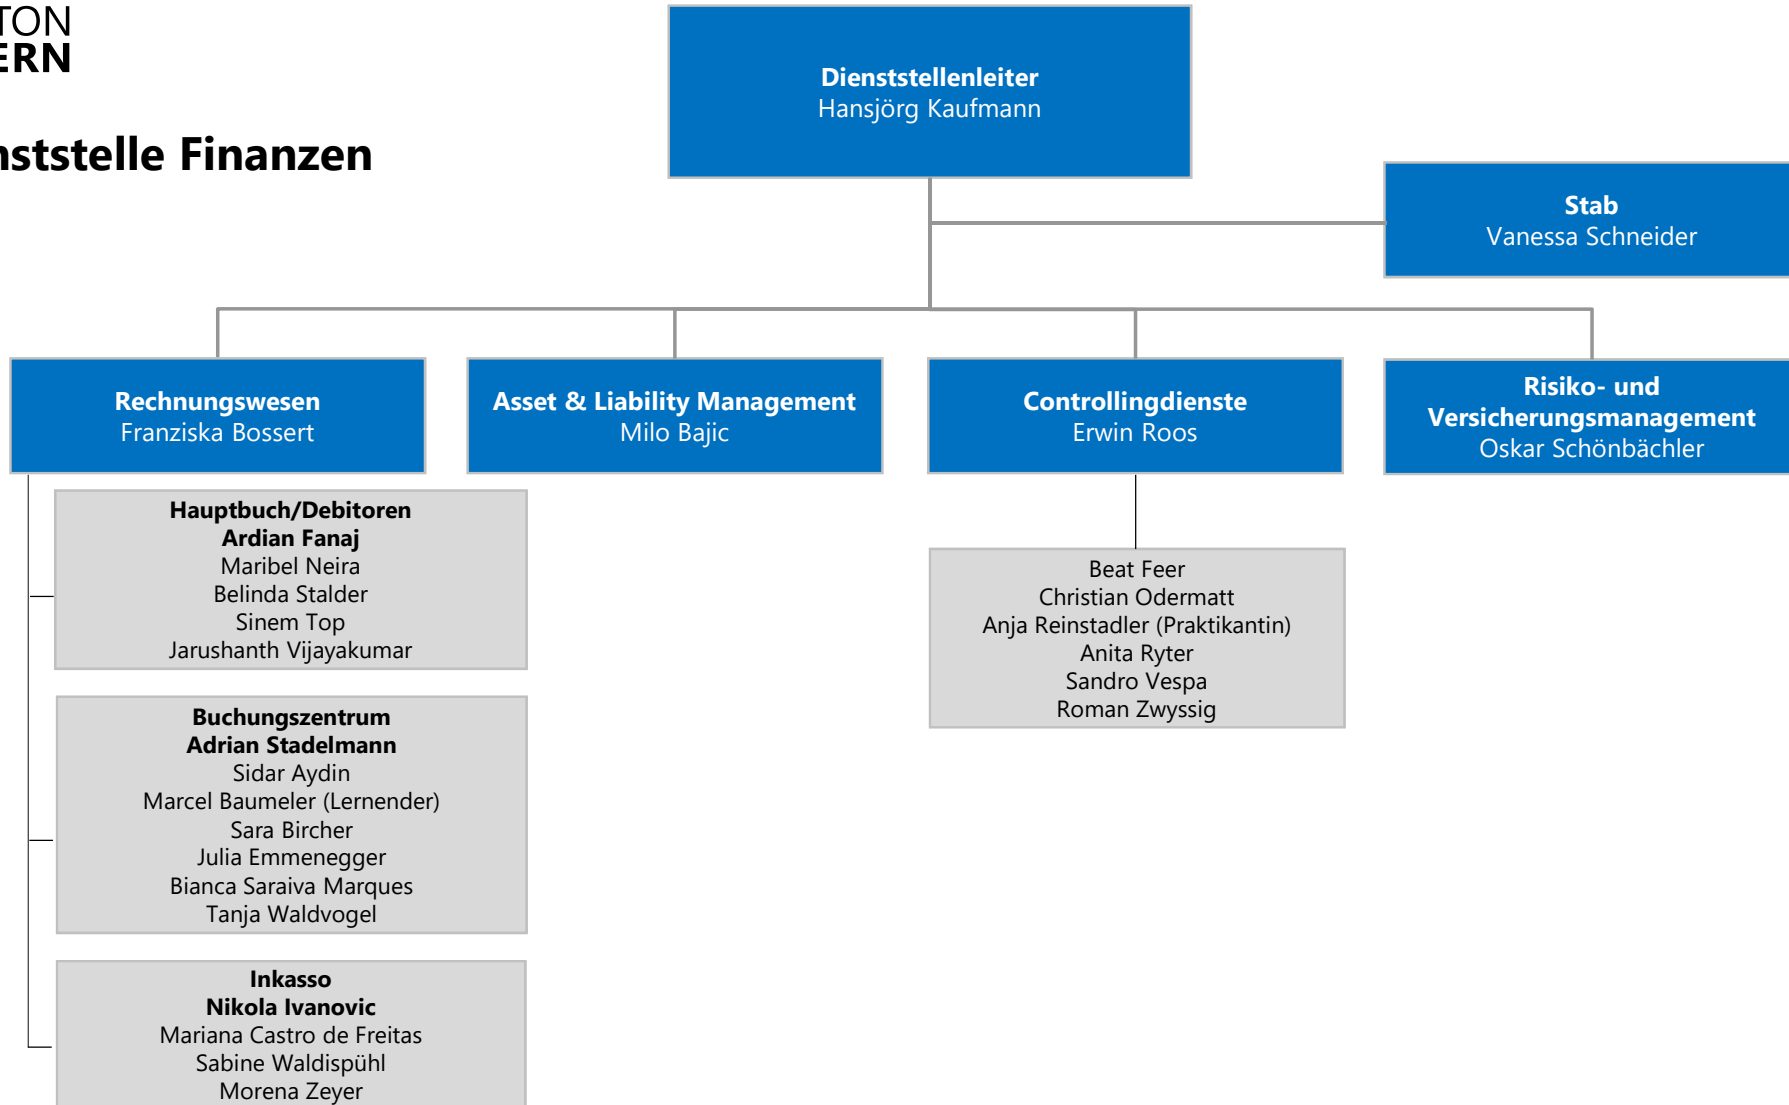 TON
ERN
nststelle Finanzen
Dienststellenleiter
Hansjörg Kaufmann
Stab
Vanessa Schneider
Rechnungswesen
Franziska Bossert
Asset & Liability Management
Milo Bajic
Controllingdienste
Erwin Roos
Risiko- und
Versicherungsmanagement
Oskar Schönbächler
Hauptbuch/Debitoren
Ardian Fanaj
Maribel Neira
Belinda Stalder
Sinem Top
Jarushanth Vijayakumar
Beat Feer
Christian Odermatt
Anja Reinstadler (Praktikantin)
Anita Ryter
Sandro Vespa
Roman Zwyssig
Buchungszentrum
Adrian Stadelmann
Sidar Aydin
Marcel Baumeler (Lernender)
Sara Bircher
Julia Emmenegger
Bianca Saraiva Marques
Tanja Waldvogel
Inkasso
Nikola Ivanovic
Mariana Castro de Freitas
Sabine Waldispühl
Morena Zeyer